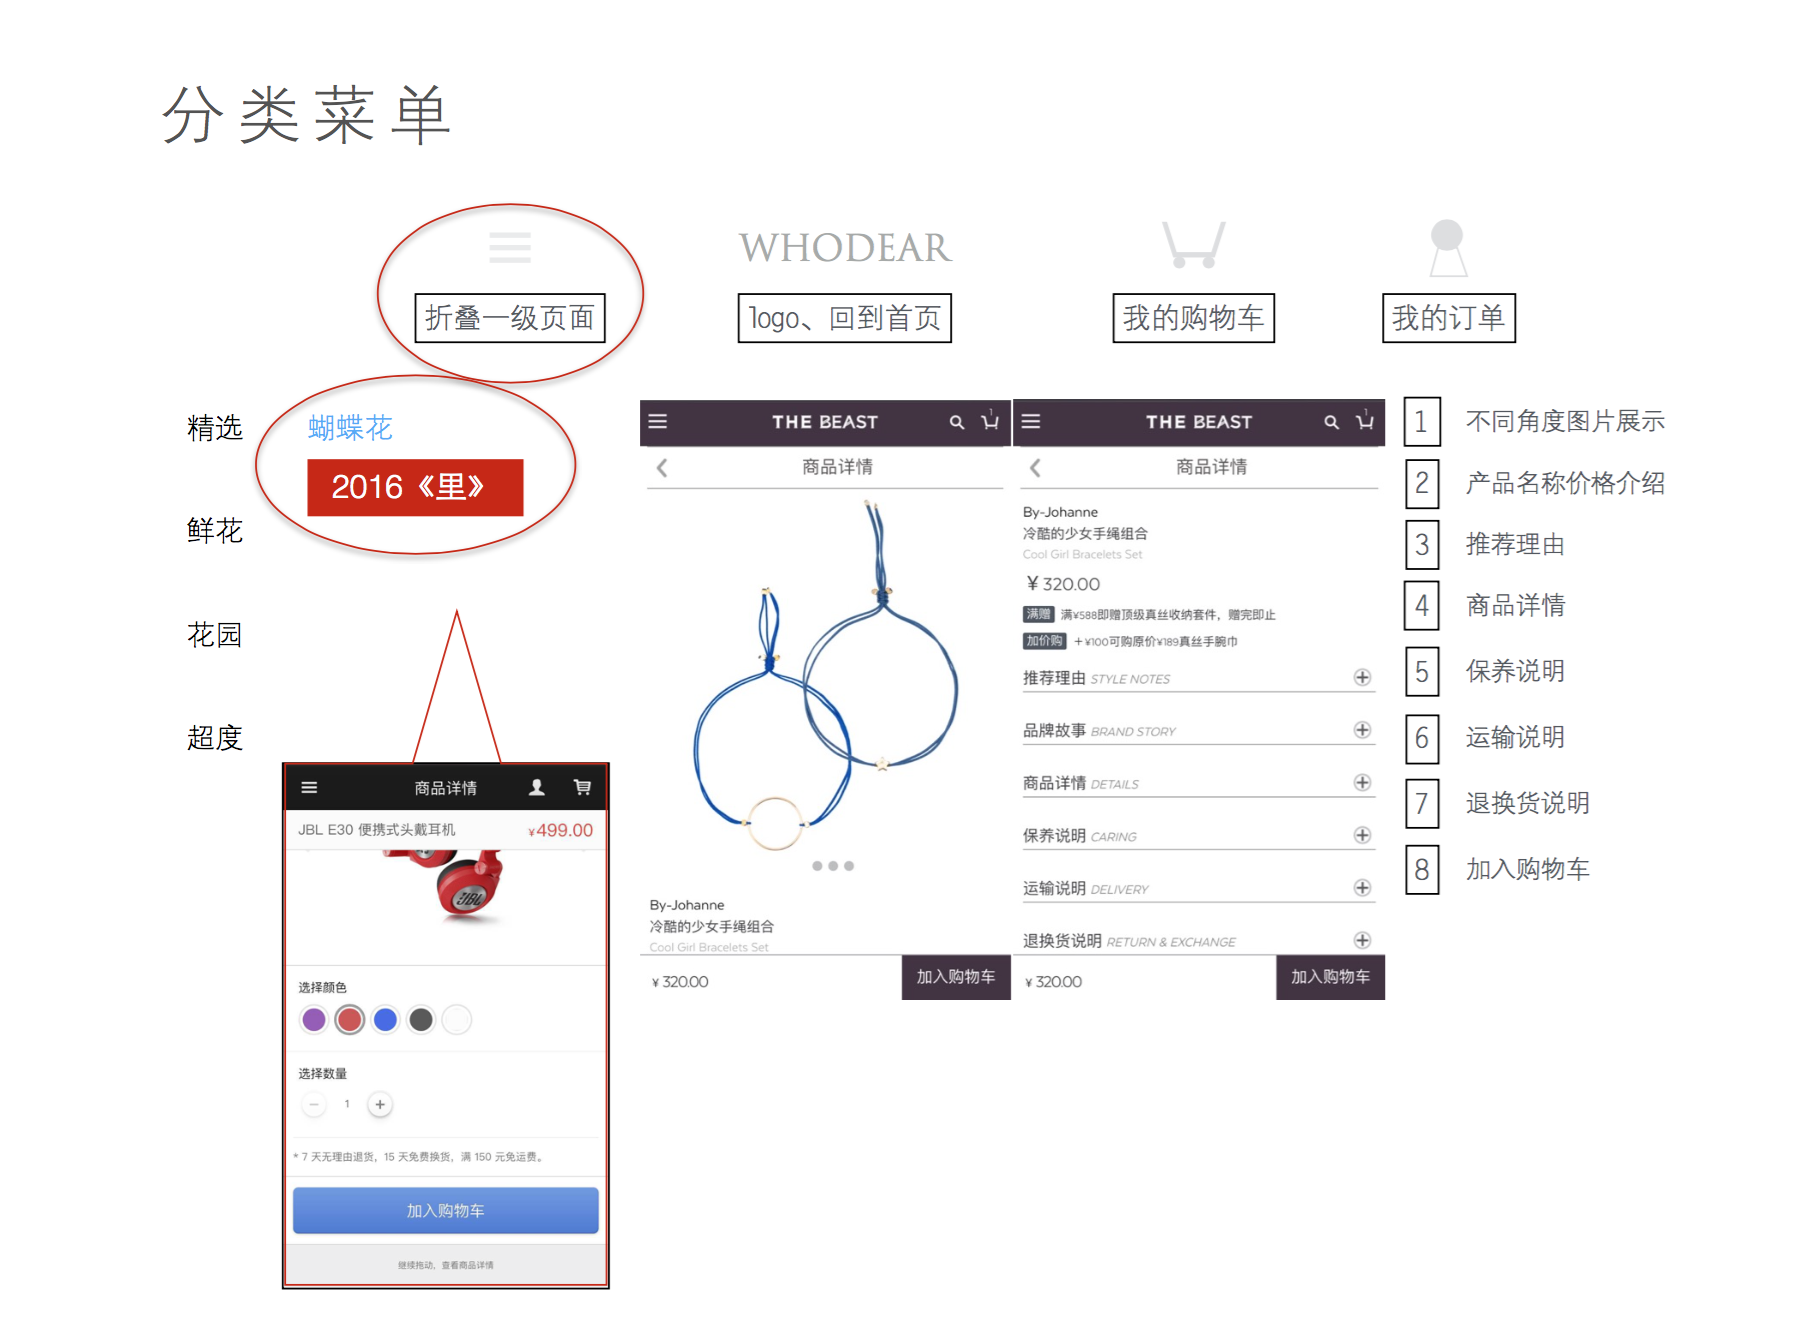 分类菜单
WHODEAR
折叠一级页面
logo、回到首页
我的购物车
我的订单
精选
蝴蝶花
2016《里》
鲜花
花园
超度
商品详情
JBL E30 便携式头戴耳机
¥499.00
JBL
选择颜色
选择数量
1
* 7 天无理由退货，15 天免费换货，满 150 元免运费。
加入购物车
继续拖动，查看商品详情
THE BEAST
1
商品详情
By-Johanne
冷酷的少女手绳组合
Cool Girl Bracelets Set
¥ 320.00
加入购物车
THE BEAST
1
商品详情
By-Johanne
冷酷的少女手绳组合
Cool Girl Bracelets Set
¥ 320.00
满赠 满¥588即赠顶级真丝收纳套件，赠完即止
加价购 +¥100可购原价¥189真丝手腕巾
推荐理由 STYLE NOTES
品牌故事 BRAND STORY
商品详情 DETAILS
保养说明 CARING
运输说明 DELIVERY
退换货说明 RETURN & EXCHANGE
¥ 320.00
加入购物车
1 不同角度图片展示
2 产品名称价格介绍
3 推荐理由
4 商品详情
5 保养说明
6 运输说明
7 退换货说明
8 加入购物车